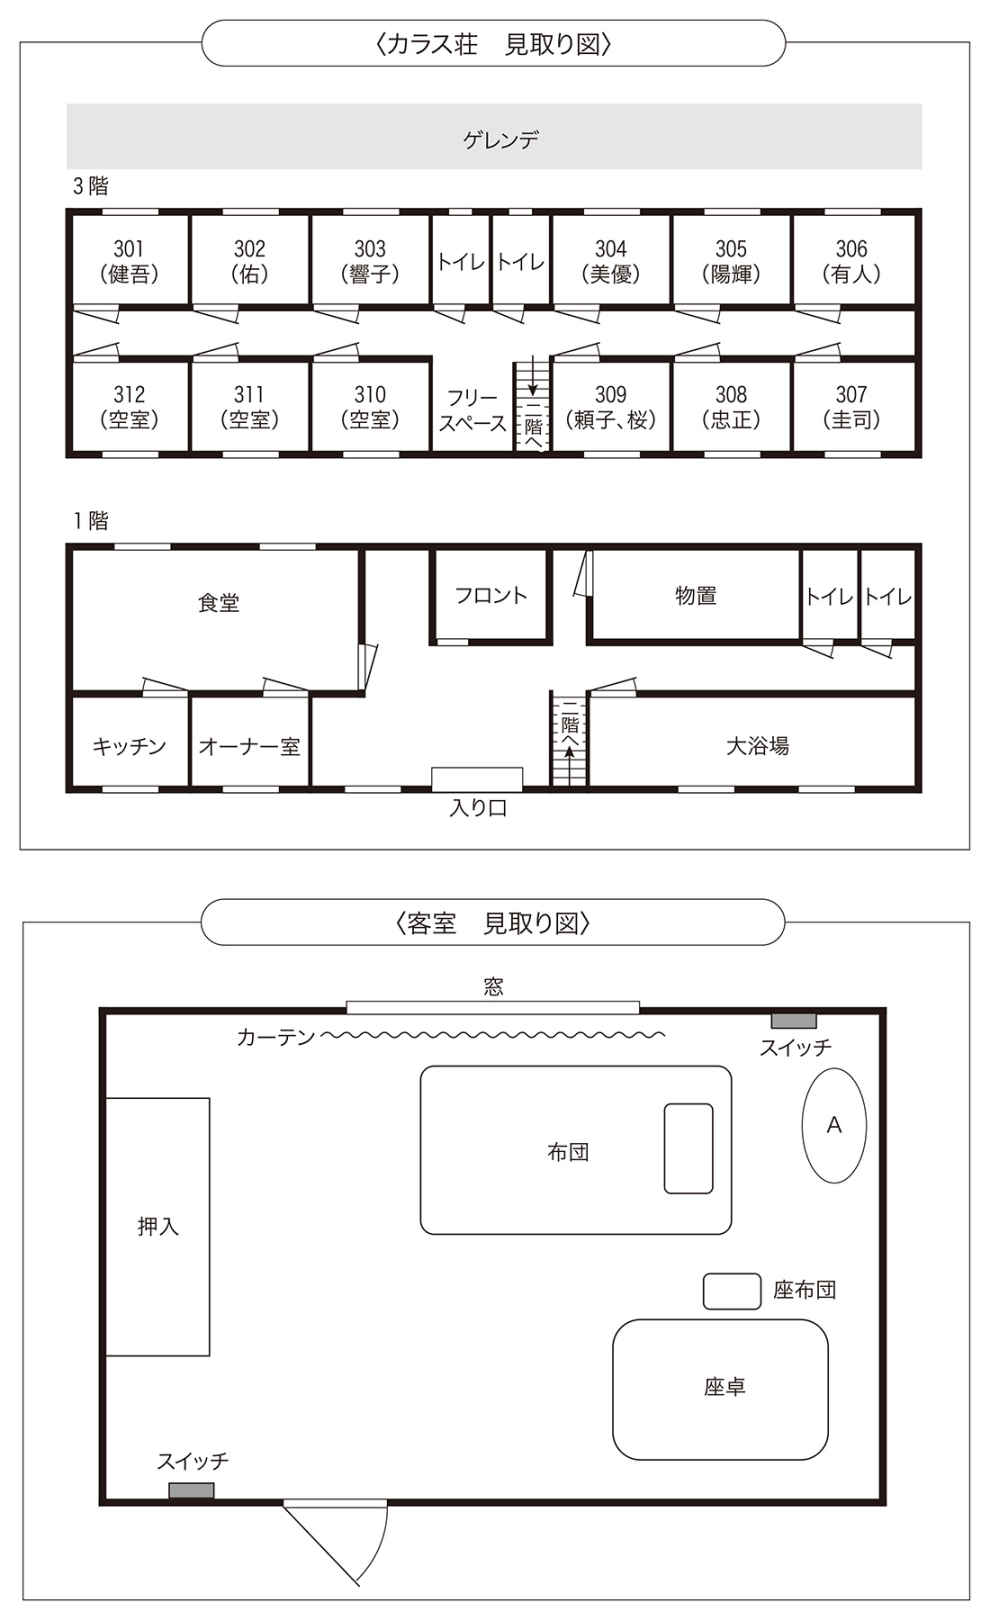 〈カラス荘　見取り図〉
ゲレンデ
3階
301
（健吾）
302
（佑）
303
（響子）
トイレ
トイレ
304
（美優）
305
（陽輝）
306
（有人）
312
（空室）
311
（空室）
310
（空室）
フリー
スペース
二階へ
309
（頼子、桜）
308
（忠正）
307
（圭司）
1階
食堂
フロント
物置
トイレ
トイレ
キッチン
オーナー室
二階へ
大浴場
入り口
〈客室　見取り図〉
窓
カーテン
スイッチ
A
布団
押入
座布団
座卓
スイッチ